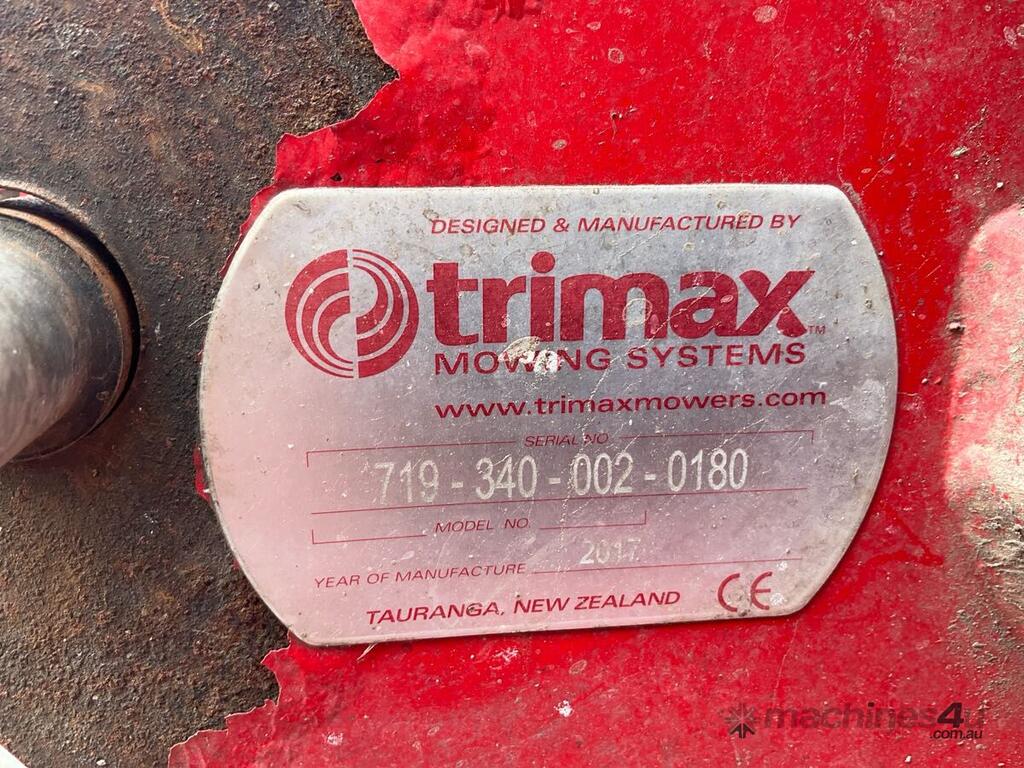 DESIGNED & MANUFACTURED BY
trimax™
MOWING SYSTEMS
www.trimaxmowers.com
SERIAL NO
719 - 340 - 002 - 0180
MODEL NO.
2017
YEAR OF MANUFACTURE
TAURANGA, NEW ZEALAND CE
machines4u
.com.au